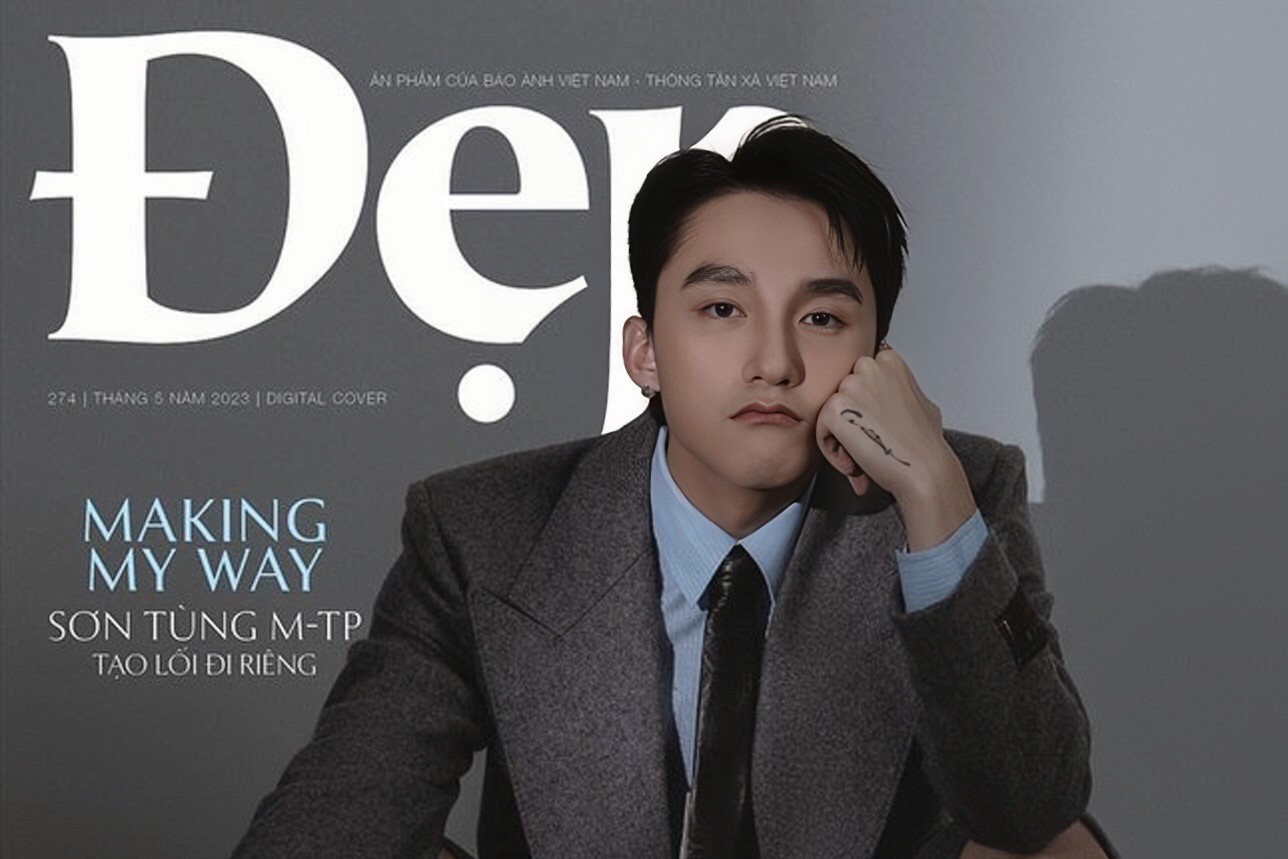 Đẹp
ẤN PHẨM CỦA BÁO ẢNH VIỆT NAM - THÔNG TẤN XÃ VIỆT NAM
274 | THÁNG 5 NĂM 2023 | DIGITAL COVER
MAKING
MY WAY
SƠN TÙNG M-TP
TẠO LỐI ĐI RIÊNG